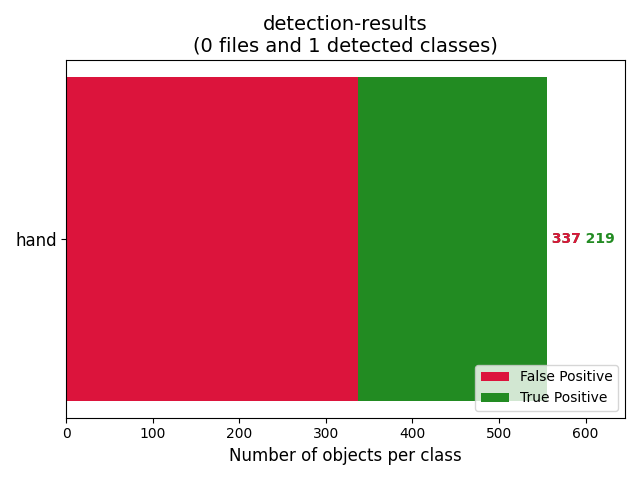 detection-results
(0 files and 1 detected classes)
hand
337 219
False Positive
True Positive
0 100 200 300 400 500 600
Number of objects per class